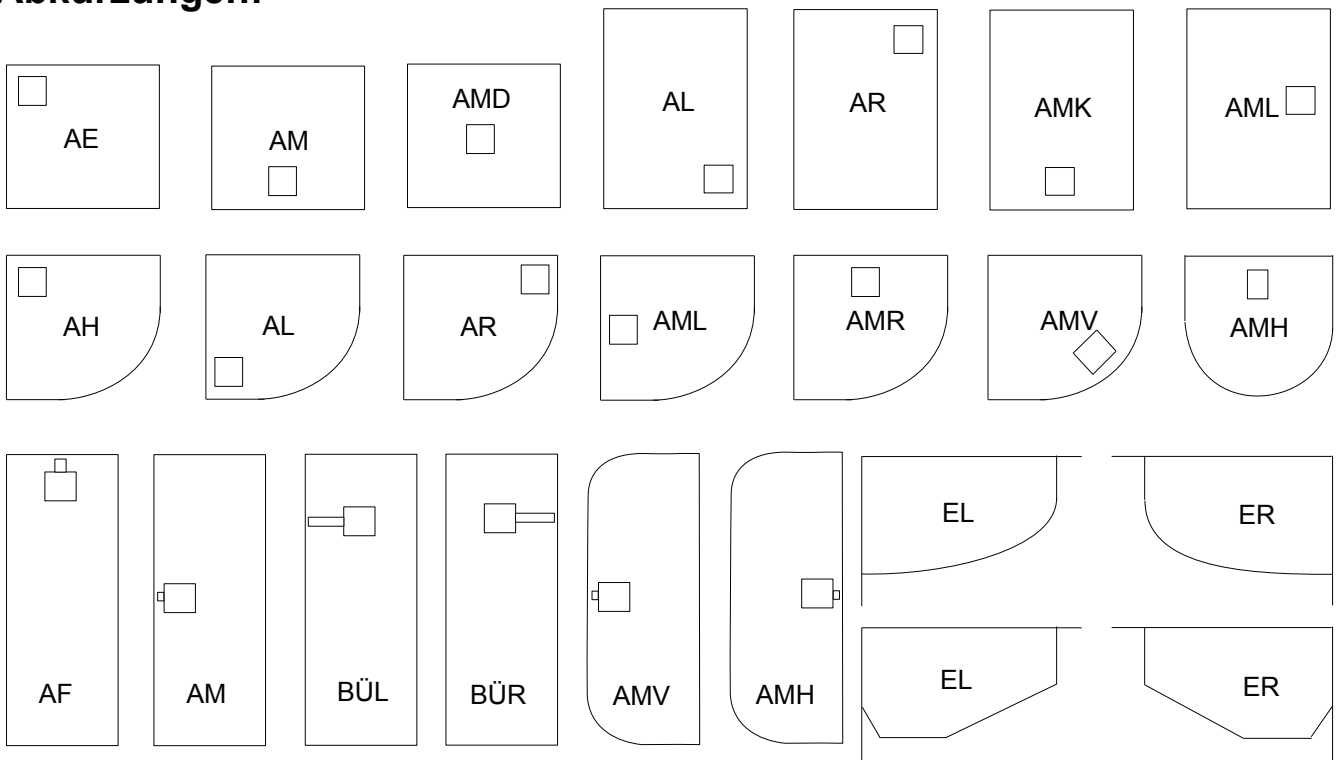 Abkürzungen:
AE
AM
AMD
AL
AR
AMK
AML
AH
AL
AR
AML
AMR
AMV
AMH
AF
AM
BÜL
BÜR
AMV
AMH
EL
ER
EL
ER